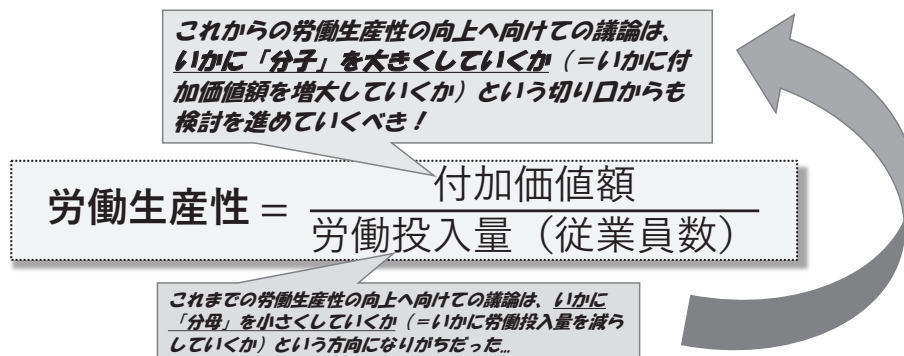 これからの労働生産性の向上へ向けての議論は、
いかに「分子」を大きくしていくか（＝いかに付
加価値額を増大していくか）という切り口からも
検討を進めていくべき！
労働生産性＝
付加価値額
労働投入量（従業員数）
これまでの労働生産性の向上へ向けての議論は、いかに
「分母」を小さくしていくか（＝いかに労働投入量を減ら
していくか）という方向になりがちだった…